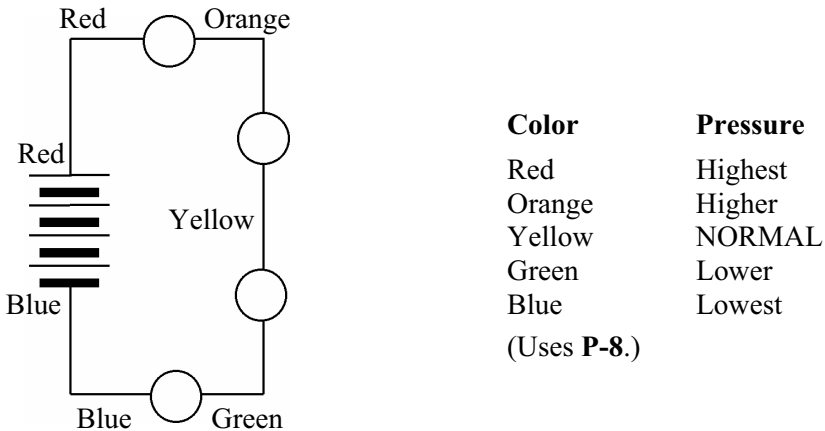 Red Orange
Red
Yellow
Blue
Blue Green
Color Pressure
Red Highest
Orange Higher
Yellow NORMAL
Green Lower
Blue Lowest
(Uses P-8.)